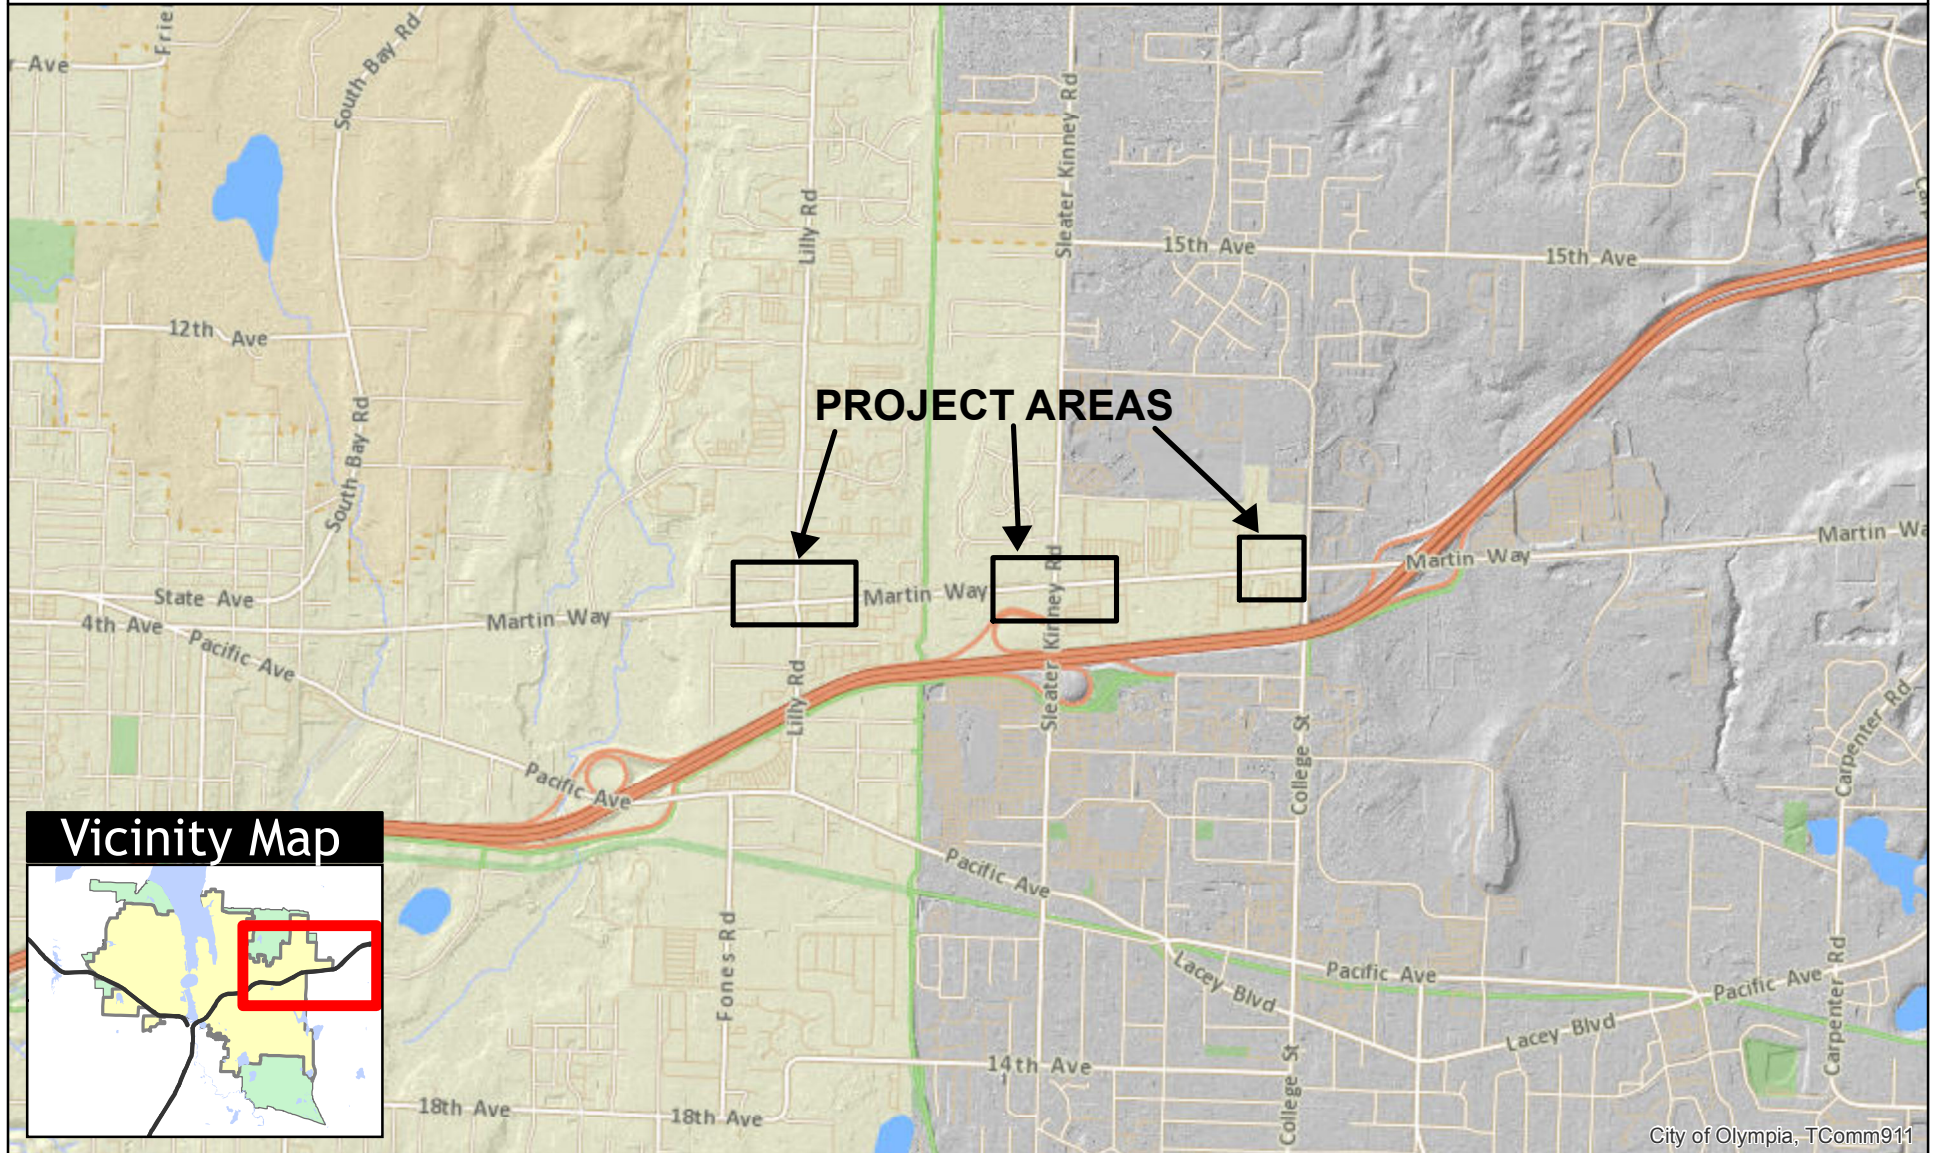 South Bay Rd
Ave
Sleater Kinney Rd
Lilly Rd
15th Ave
15th Ave
12th Ave
PROJECT AREAS
South Bay Rd
Martin Way
Martin Wa
State Ave
Martin Way
Martin Way
4th Ave
Pacific Ave
Sleater Kinney Rd
Lilly Rd
College St
Carpenter Rd
Pacific Ave
Vicinity Map
Pacific Ave
Fones Rd
Lacey Blvd
Pacific Ave
Pacific Ave
Carpenter Rd
Lacey Blvd
14th Ave
College St
18th Ave
18th Ave
City of Olympia, TComm911